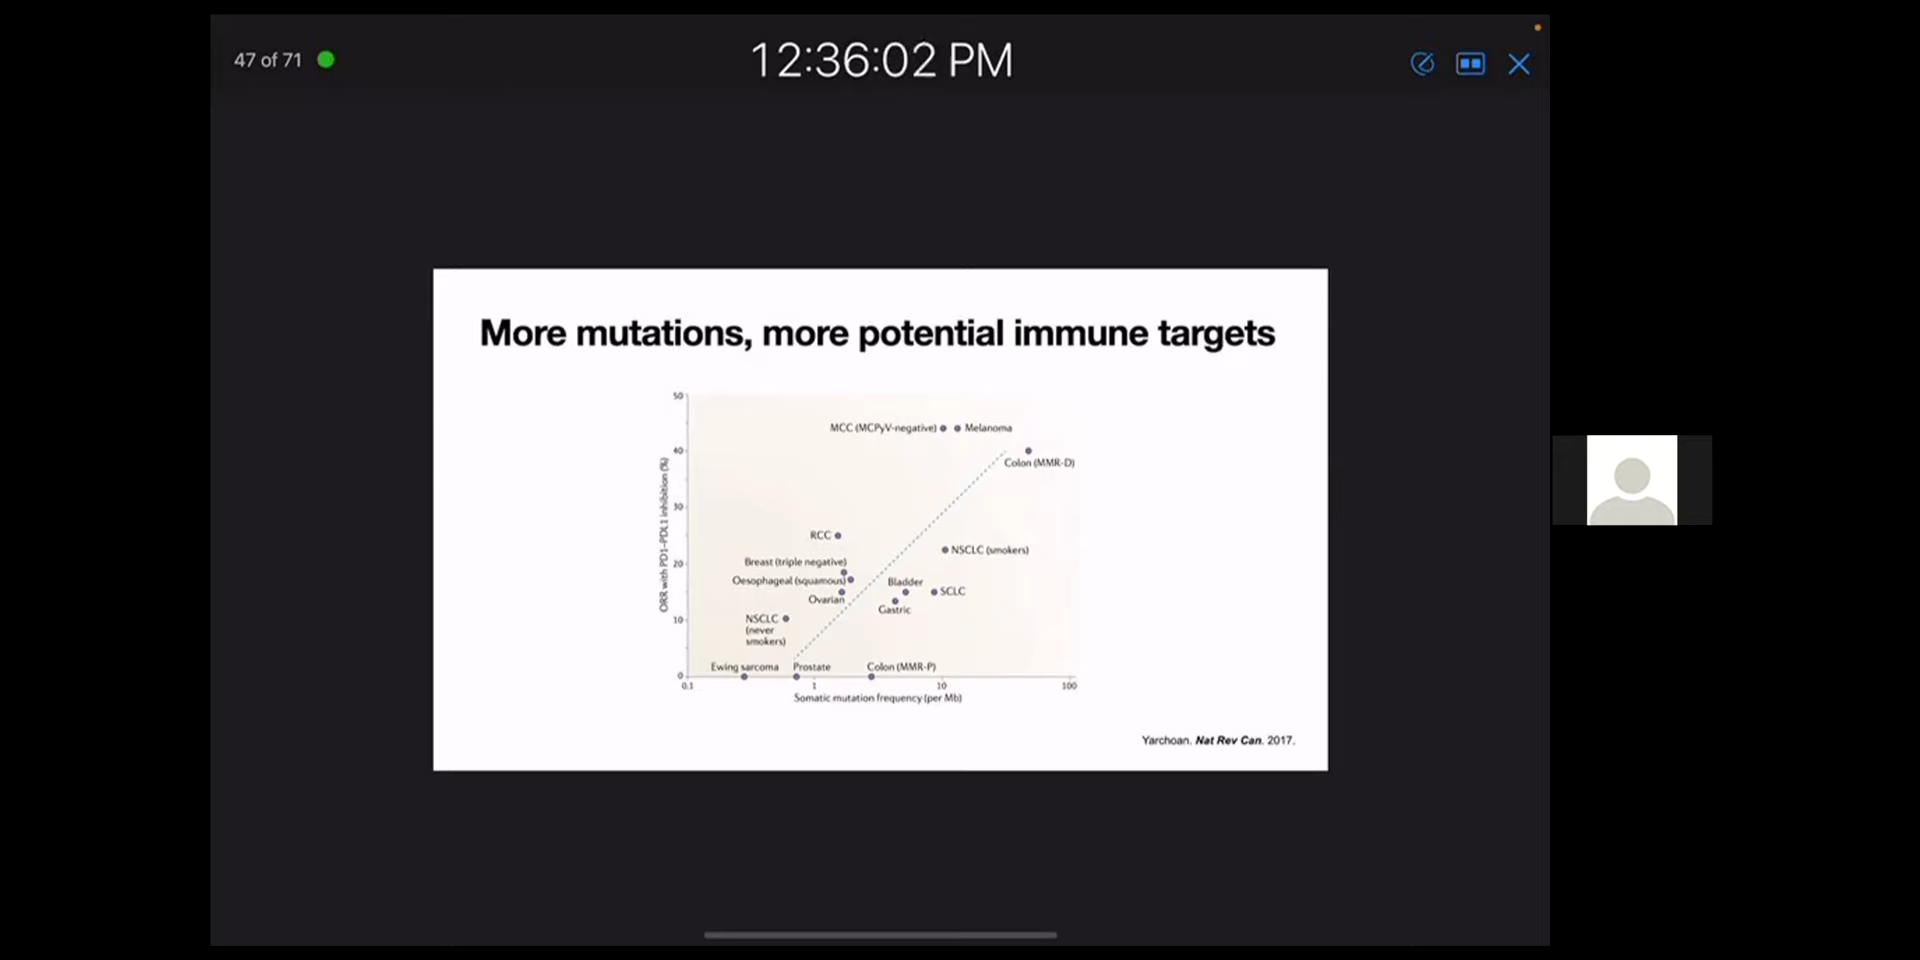 47 of 71
12:36:02 PM
More mutations, more potential immune targets
50
MCC (MCPyV-negative)
Melanoma
40
Colon (MMR-D)
ORR with PD1–PDL1 inhibition (%)
30
RCC
NSCLC (smokers)
Breast (triple negative)
20
Oesophageal (squamous)
Bladder
SCLC
Ovarian
Gastric
10
NSCLC
(never
smokers)
Ewing sarcoma
Prostate
Colon (MMR-P)
0
0.1
1
10
100
Somatic mutation frequency (per Mb)
Yarchoan. Nat Rev Can. 2017.